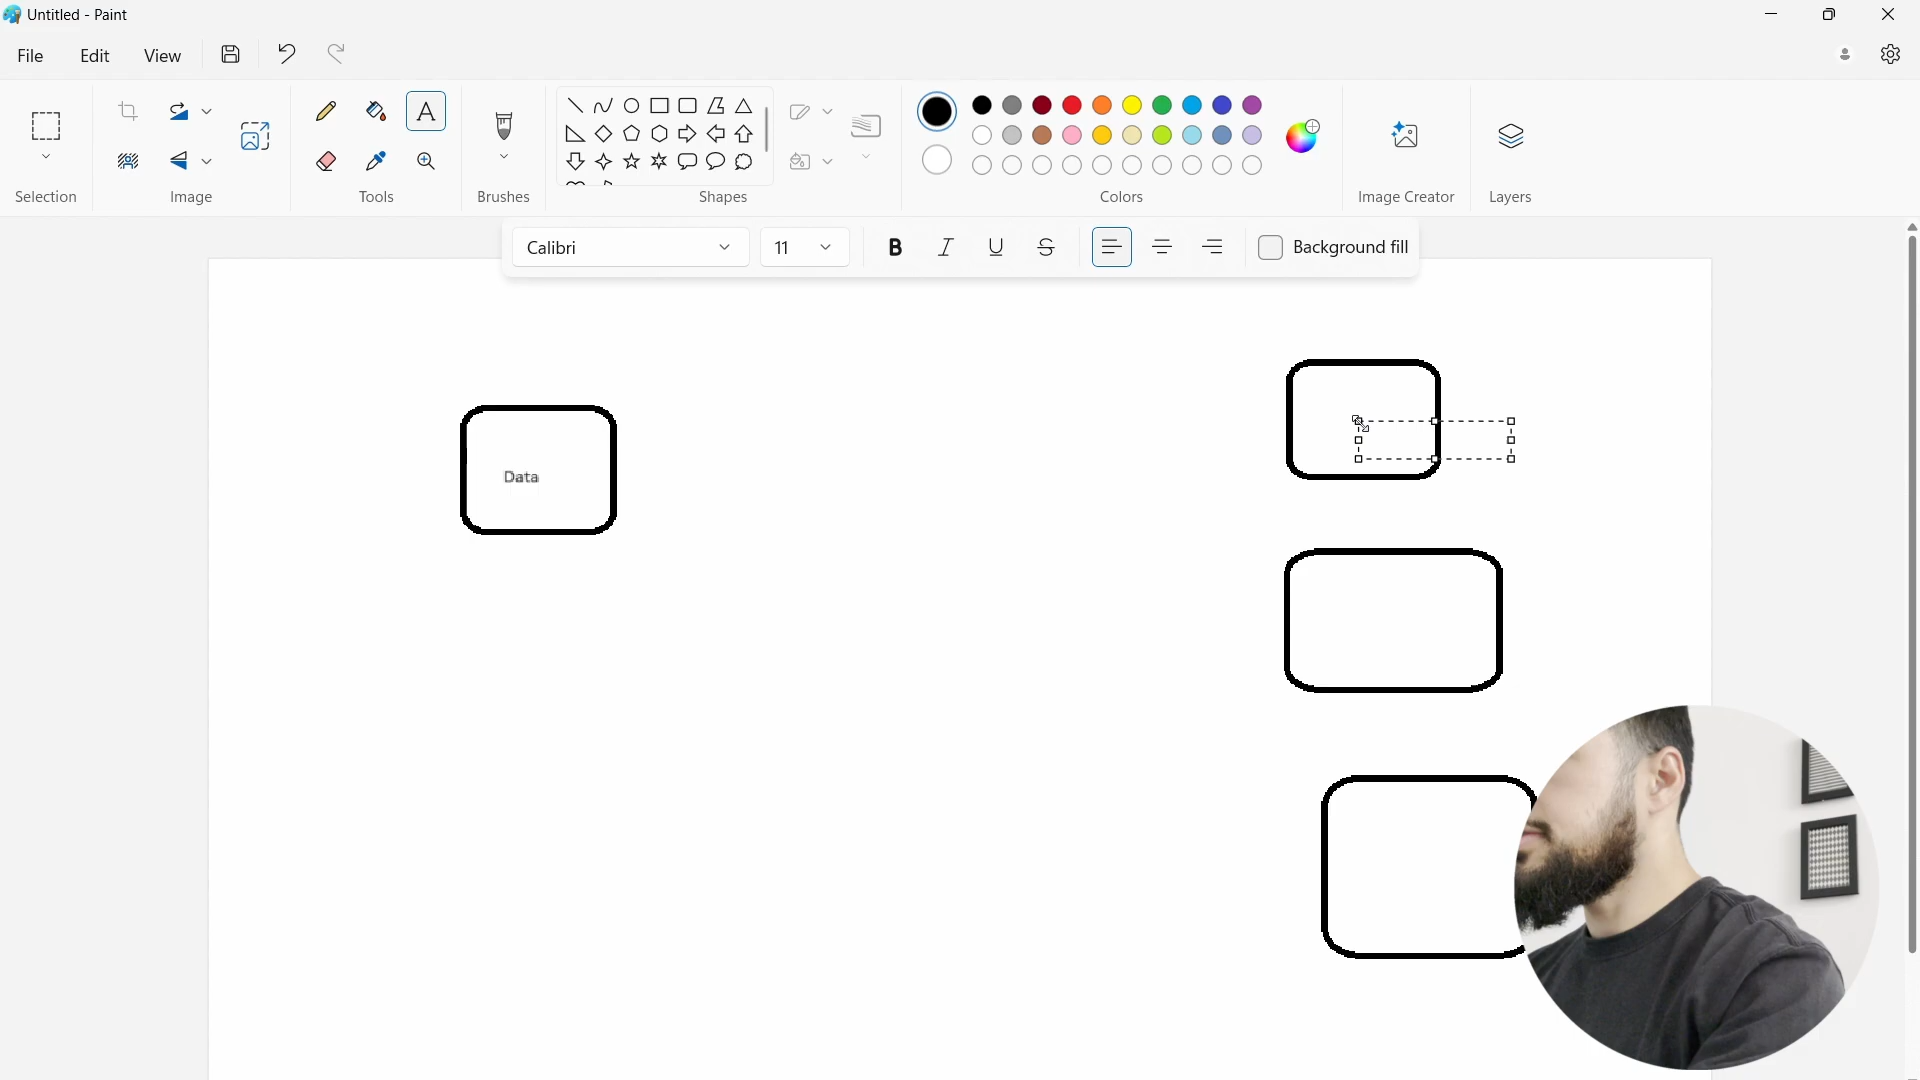 Untitled - Paint
File Edit View
Selection Image Tools Brushes Shapes Colors Image Creator Layers
Calibri 11 B I U S Background fill
Data